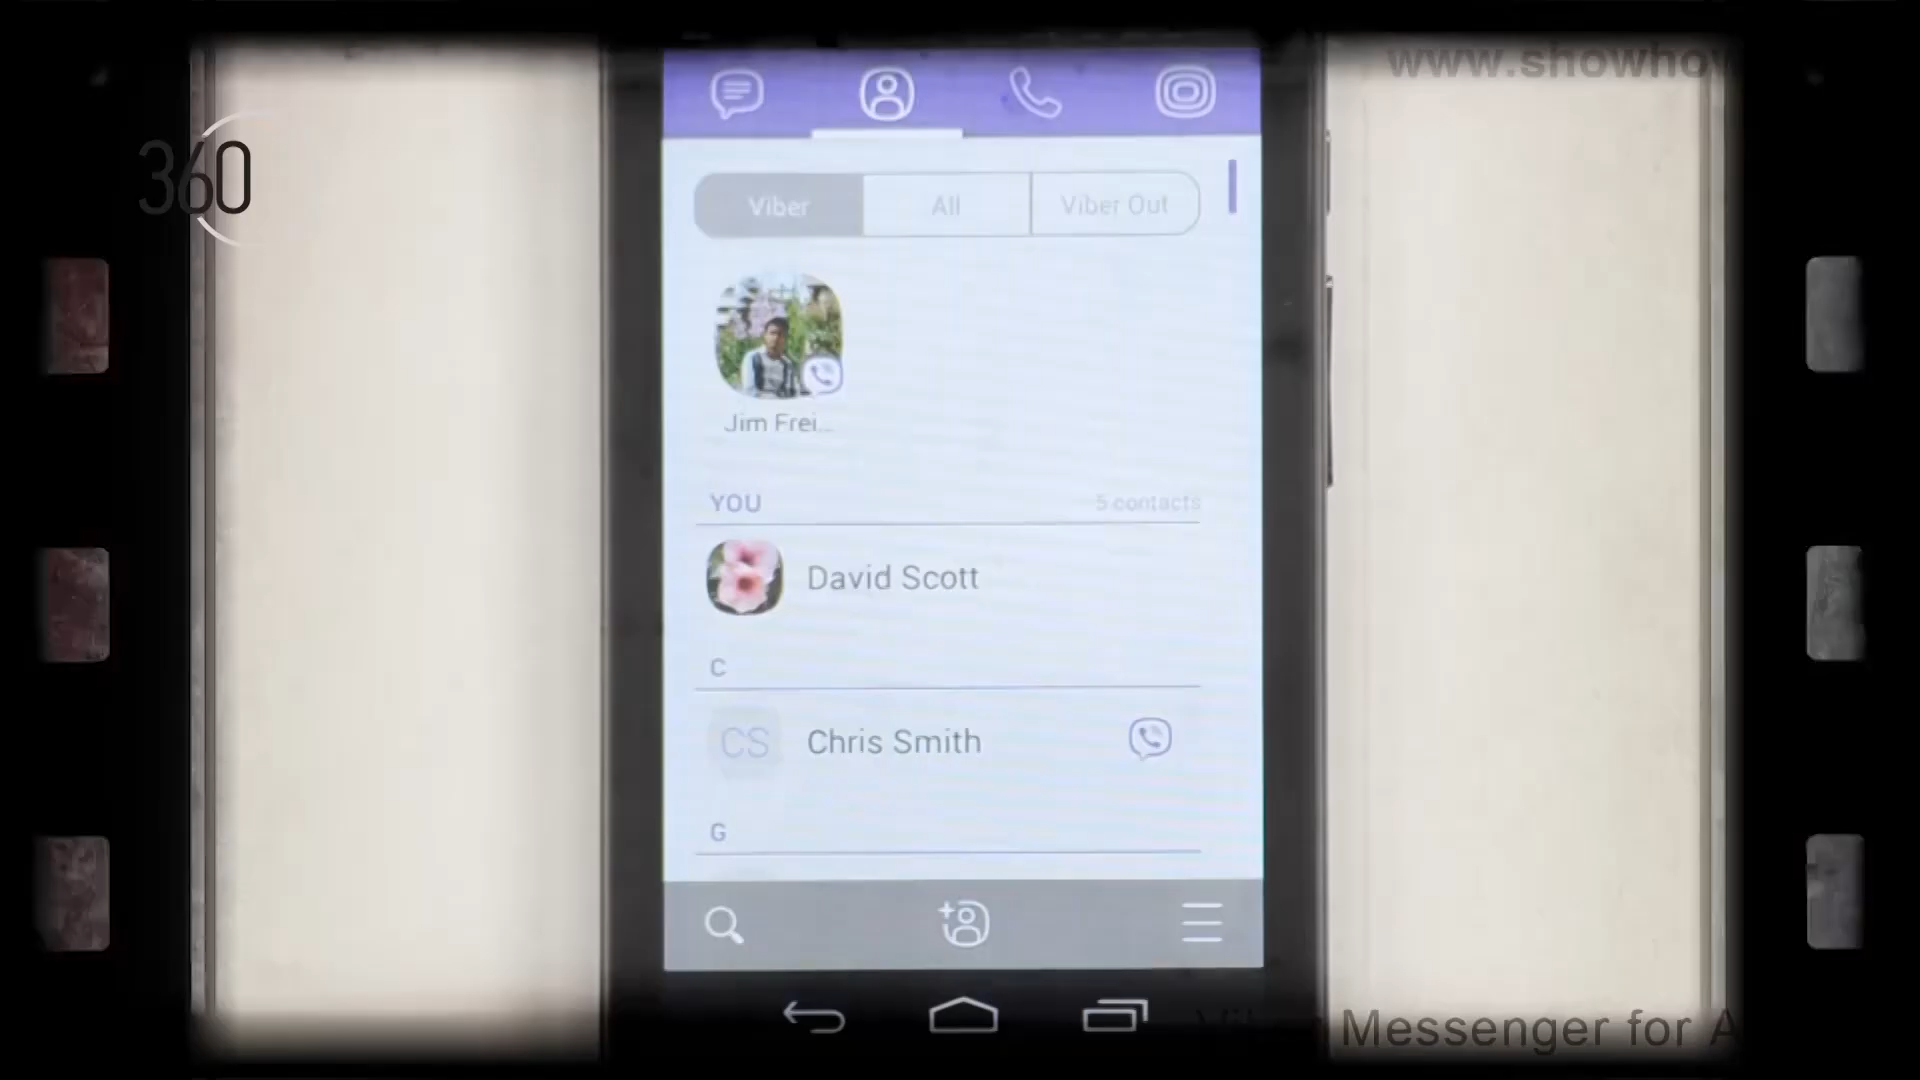 www.showho
360
Viber
All
Viber Out
Jim Frei...
YOU
5 contacts
David Scott
C
CS
Chris Smith
G
Messenger for A